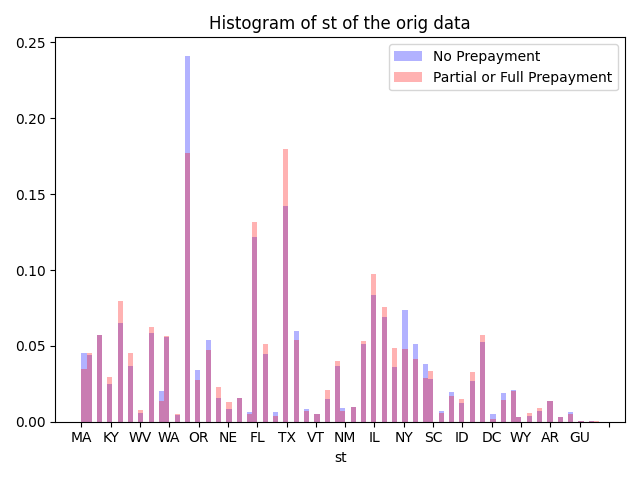 Histogram of st of the orig data
No Prepayment
Partial or Full Prepayment
0.25
0.20
0.15
0.10
0.05
0.00
MA KY WV WA OR NE FL TX VT NM IL NY SC ID DC WY AR GU
st